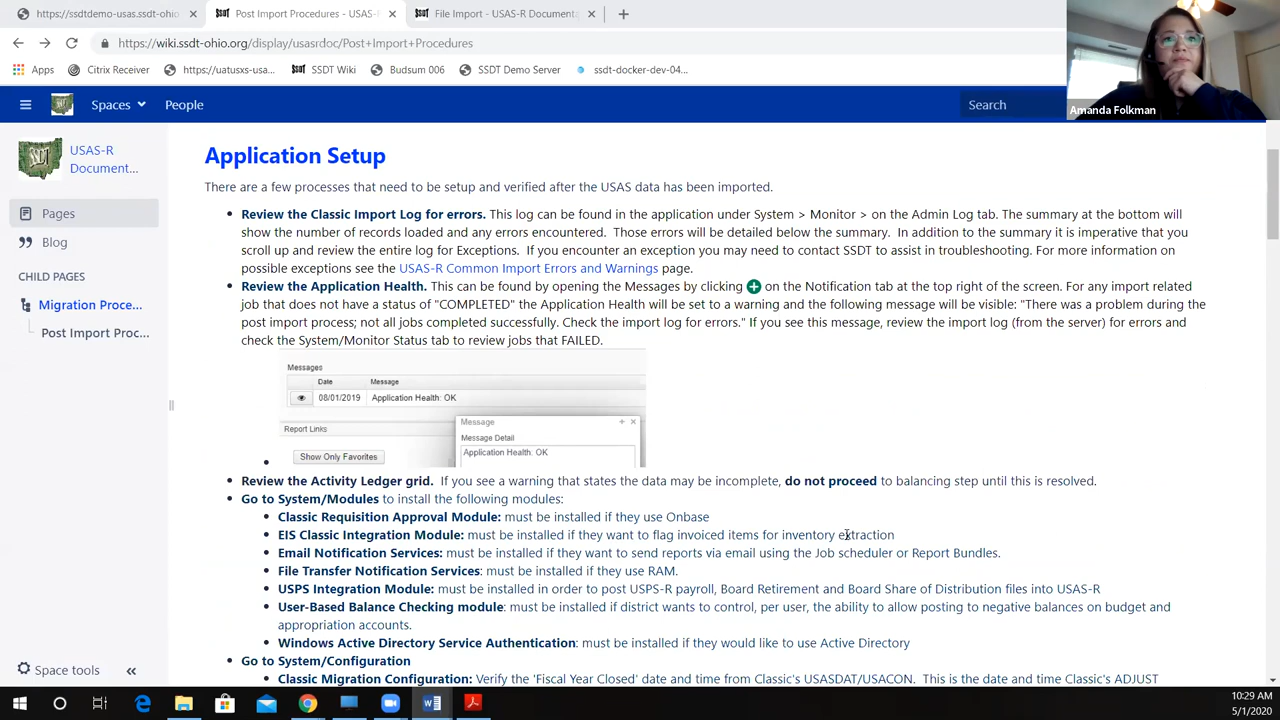 https://ssdtdemo-usas.ssdt-ohio
Post Import Procedures - USAS-
File Import - USAS-R Documenta
https://wiki.ssdt-ohio.org/display/usasrdoc/Post+Import+Procedures
Apps Citrix Receiver https://uatusxs-usa... SSDT Wiki Budsum 006 SSDT Demo Server ssdt-docker-dev-04...
Amanda Folkman
Spaces People Search
SSDT
USAS-R
Document...
Pages
Blog
CHILD PAGES
Migration Proce...
Post Import Proc...
Space tools
Application Setup
There are a few processes that need to be setup and verified after the USAS data has been imported.
Review the Classic Import Log for errors. This log can be found in the application under System > Monitor > on the Admin Log tab. The summary at the bottom will
show the number of records loaded and any errors encountered. Those errors will be detailed below the summary. In addition to the summary it is imperative that you
scroll up and review the entire log for Exceptions. If you encounter an exception you may need to contact SSDT to assist in troubleshooting. For more information on
possible exceptions see the USAS-R Common Import Errors and Warnings page.
Review the Application Health. This can be found by opening the Messages by clicking on the Notification tab at the top right of the screen. For any import related
job that does not have a status of "COMPLETED" the Application Health will be set to a warning and the following message will be visible: "There was a problem during the
post import process; not all jobs completed successfully. Check the import log for errors." If you see this message, review the import log (from the server) for errors and
check the System/Monitor Status tab to review jobs that FAILED.
Messages
Date Message
08/01/2019 Application Health: OK
Report Links
Show Only Favorites
Message
Message Detail
Application Health: OK
Review the Activity Ledger grid. If you see a warning that states the data may be incomplete, do not proceed to balancing step until this is resolved.
Go to System/Modules to install the following modules:
Classic Requisition Approval Module: must be installed if they use Onbase
EIS Classic Integration Module: must be installed if they want to flag invoiced items for inventory extraction
Email Notification Services: must be installed if they want to send reports via email using the Job scheduler or Report Bundles.
File Transfer Notification Services: must be installed if they use RAM.
USPS Integration Module: must be installed in order to post USPS-R payroll, Board Retirement and Board Share of Distribution files into USAS-R
User-Based Balance Checking module: must be installed if district wants to control, per user, the ability to allow posting to negative balances on budget and
appropriation accounts.
Windows Active Directory Service Authentication: must be installed if they would like to use Active Directory
Go to System/Configuration
Classic Migration Configuration: Verify the 'Fiscal Year Closed' date and time from Classic's USASDAT/USACON. This is the date and time Classic's ADJUST
10:29 AM
5/1/2020